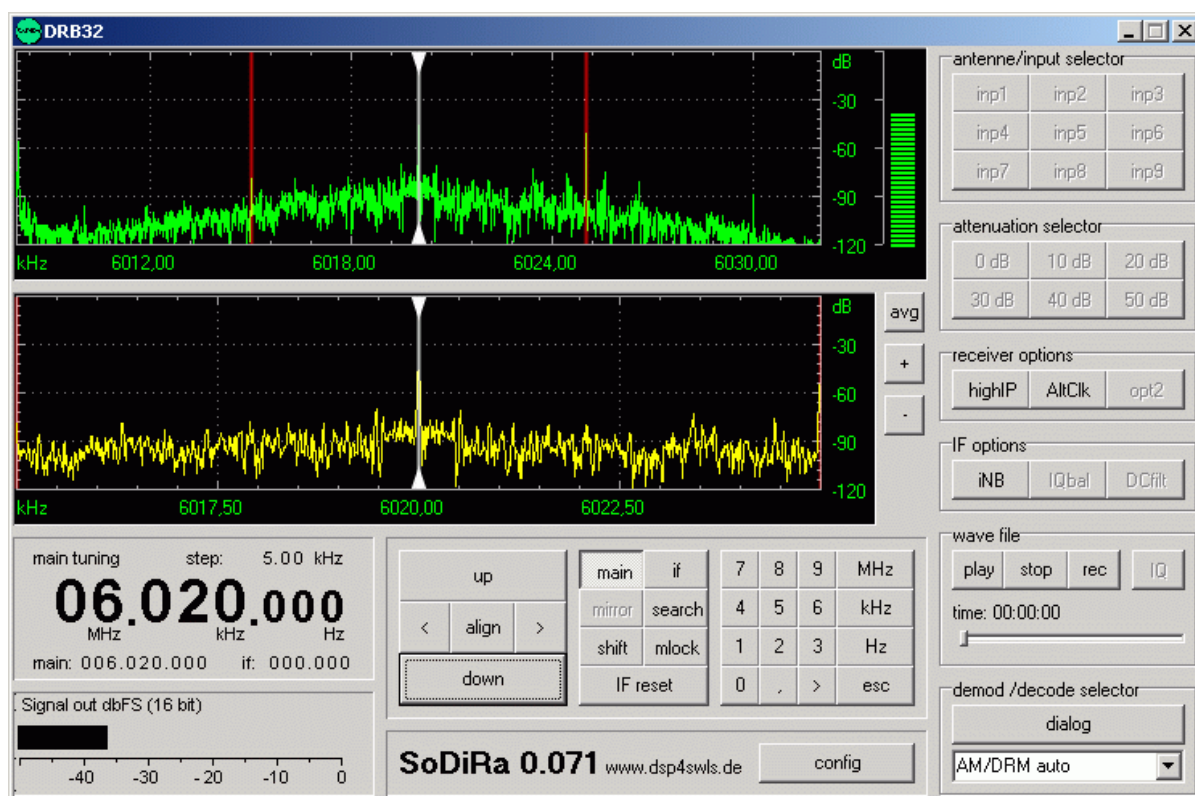 DRB32
dB
-30
-60
-90
-120
kHz 6012,00 6018,00 6024,00 6030,00
dB
-30
-60
-90
-120
kHz 6017,50 6020,00 6022,50
avg
+
-
main tuning step: 5.00 kHz
06.020.000
MHz kHz Hz
main: 006.020.000 if: 000.000
Signal out dbFS (16 bit)
-40 -30 -20 -10 0
up
< align >
down
main if
mirror search
shift mlock
IF reset
7 8 9 MHz
4 5 6 kHz
1 2 3 Hz
0 , > esc
SoDiRa 0.071 www.dsp4swls.de config
antenne/input selector
inp1 inp2 inp3
inp4 inp5 inp6
inp7 inp8 inp9
attenuation selector
0 dB 10 dB 20 dB
30 dB 40 dB 50 dB
receiver options
highIP AltClk opt2
IF options
iNB IQbal DCfilt
wave file
play stop rec IQ
time: 00:00:00
demod /decode selector
dialog
AM/DRM auto